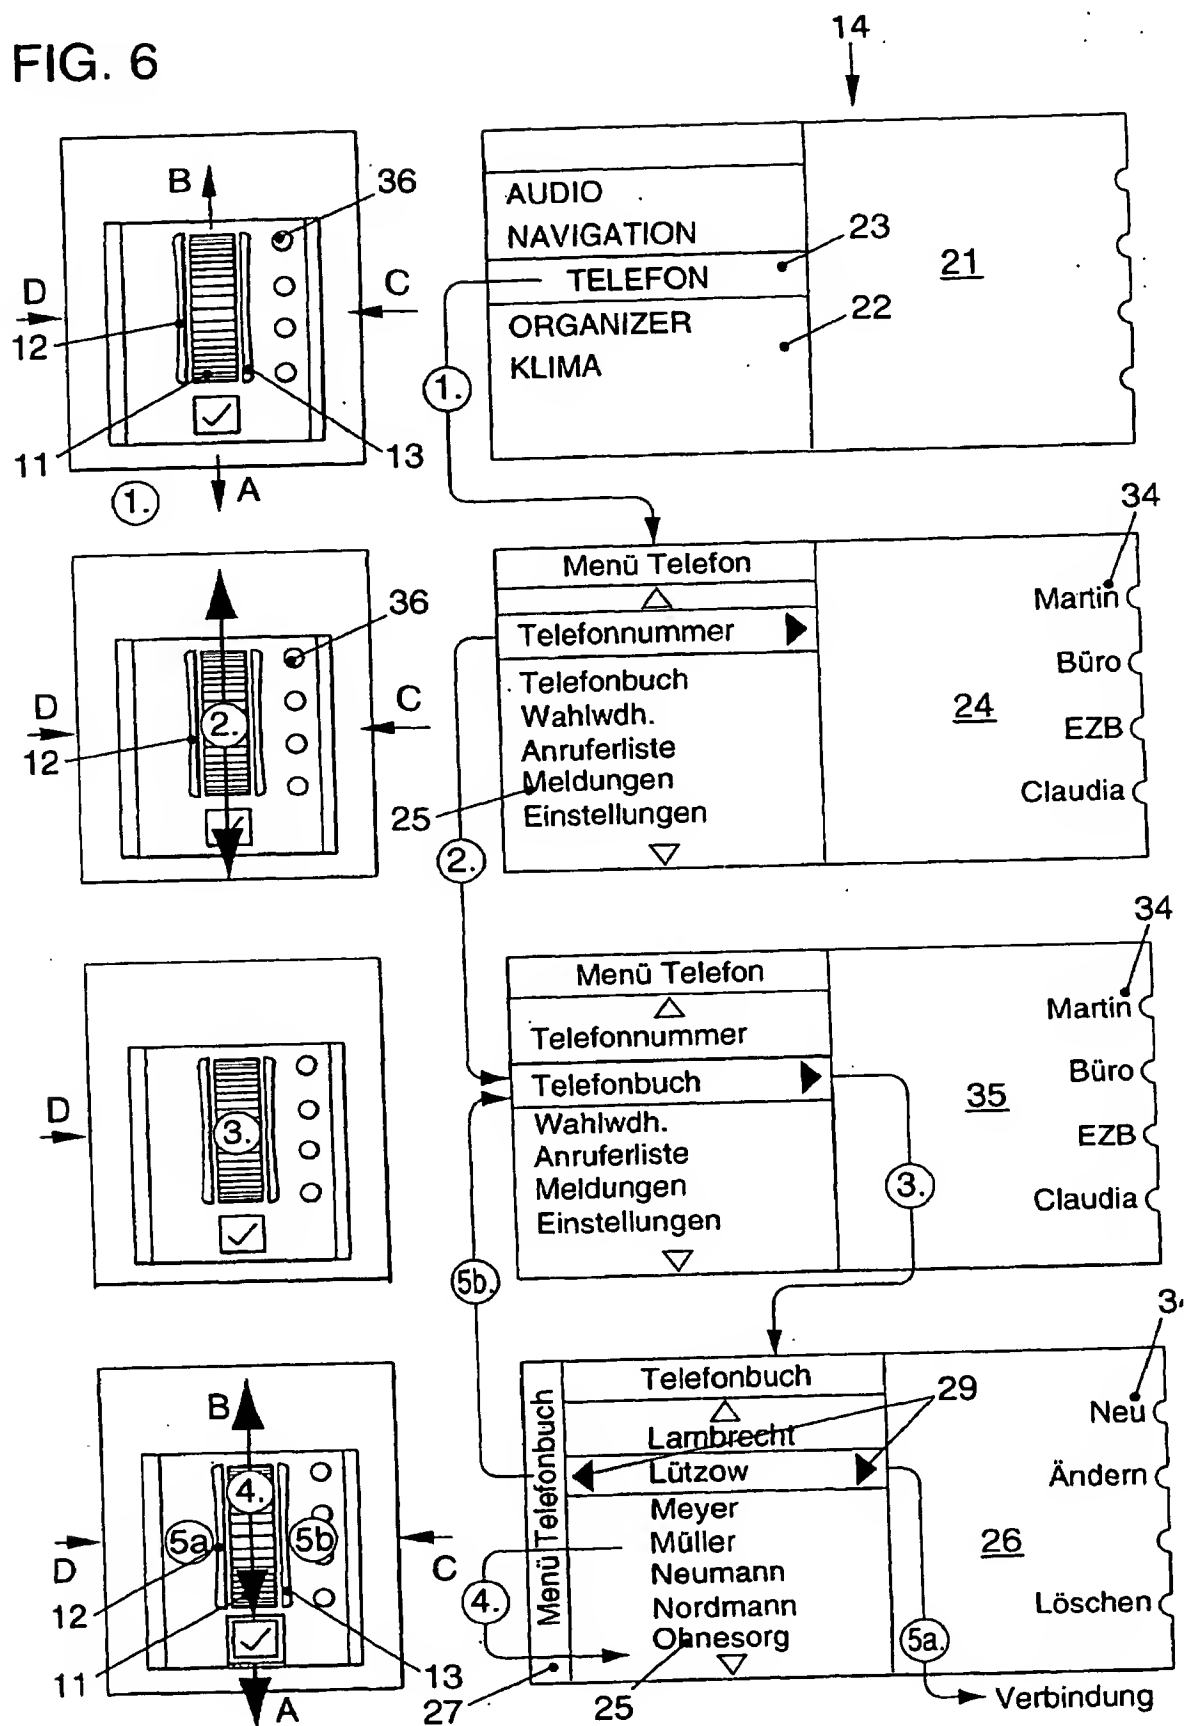 FIG. 6
14
B
36
D
C
12
11
13
A
1.
AUDIO
NAVIGATION
TELEFON
ORGANIZER
KLIMA
23
22
21
1.
36
D
C
12
2.
Menü Telefon
Telefonnummer
Telefonbuch
Wahlwdh.
Anruferliste
Meldungen
Einstellungen
25
2.
24
34
Martin
Büro
EZB
Claudia
D
3.
Menü Telefon
Telefonnummer
Telefonbuch
Wahlwdh.
Anruferliste
Meldungen
Einstellungen
35
34
Martin
Büro
EZB
Claudia
3.
5b.
B
4.
5a
5b
D
C
12
11
13
A
Menü Telefonbuch
Telefonbuch
Lambrecht
Lützow
Meyer
Müller
Neumann
Nordmann
Ohnesorg
29
4.
27
25
26
Neu
Ändern
Löschen
5a.
Verbindung